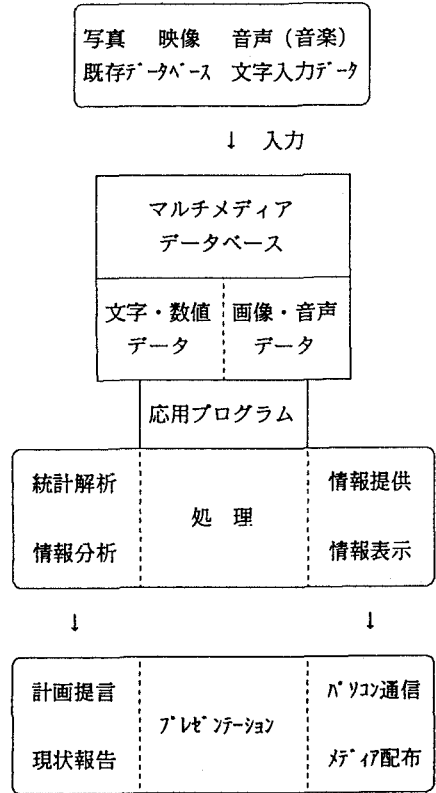 写真 映像 音声(音楽)
既存ﾃﾞｰﾀﾍﾞｰｽ 文字入力ﾃﾞｰﾀ
↓ 入力
マルチメディア
データベース
文字・数値 画像・音声
データ データ
応用プログラム
統計解析 情報提供
処 理
情報分析 情報表示
↓ ↓
計画提言 ﾊﾟｿｺﾝ通信
ﾌﾟﾚｾﾞﾝﾃｰｼｮﾝ
現状報告 ﾒﾃﾞｨｱ配布